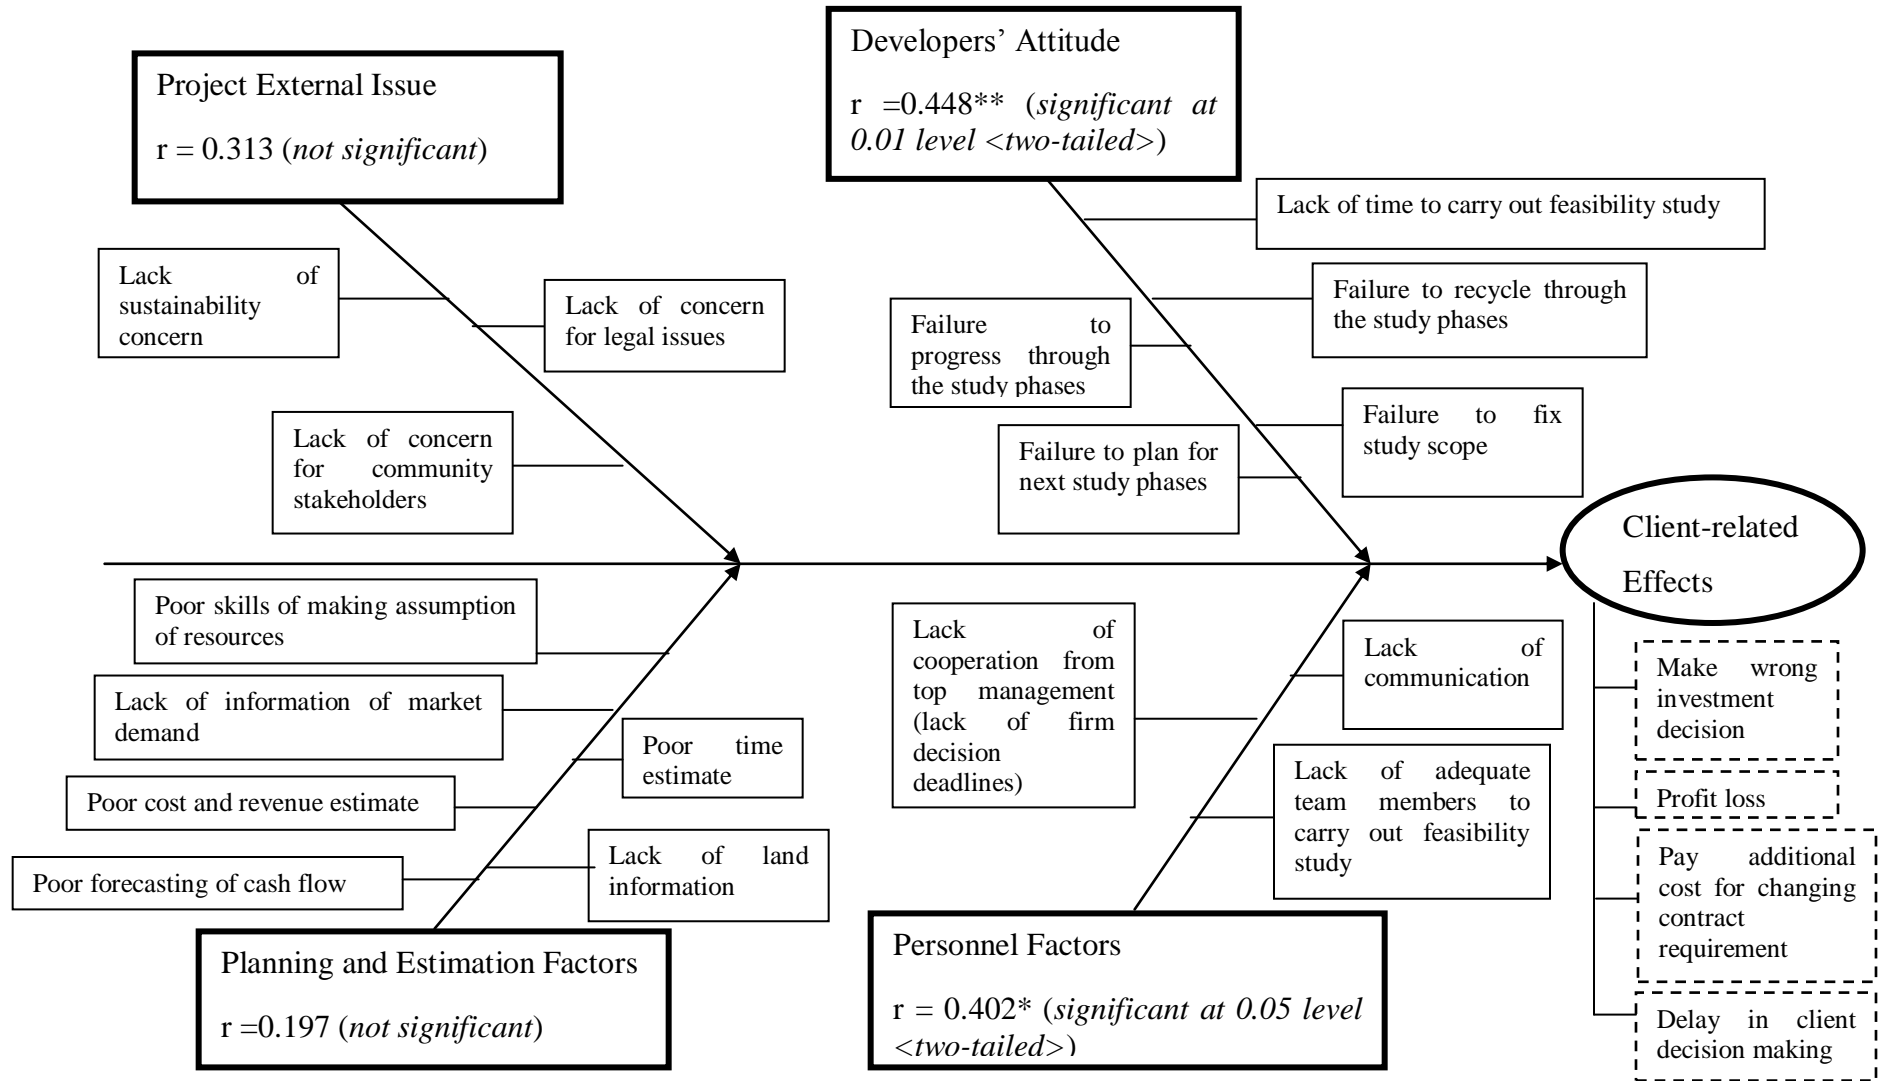 Project External Issue
r = 0.313 (not significant)
Developers’ Attitude
r =0.448** (significant at
0.01 level <two-tailed>)
Lack of
sustainability
concern
Lack of concern
for legal issues
Lack of concern
for community
stakeholders
Lack of time to carry out feasibility study
Failure to recycle through
the study phases
Failure to
progress through
the study phases
Failure to fix
study scope
Failure to plan for
next study phases
Client-related
Effects
Poor skills of making assumption
of resources
Lack of information of market
demand
Poor time
estimate
Poor cost and revenue estimate
Lack of land
information
Poor forecasting of cash flow
Planning and Estimation Factors
r =0.197 (not significant)
Lack of
cooperation from
top management
(lack of firm
decision
deadlines)
Lack of
communication
Lack of adequate
team members to
carry out feasibility
study
Personnel Factors
r = 0.402* (significant at 0.05 level
<two-tailed>)
Make wrong
investment
decision
Profit loss
Pay additional
cost for changing
contract
requirement
Delay in client
decision making